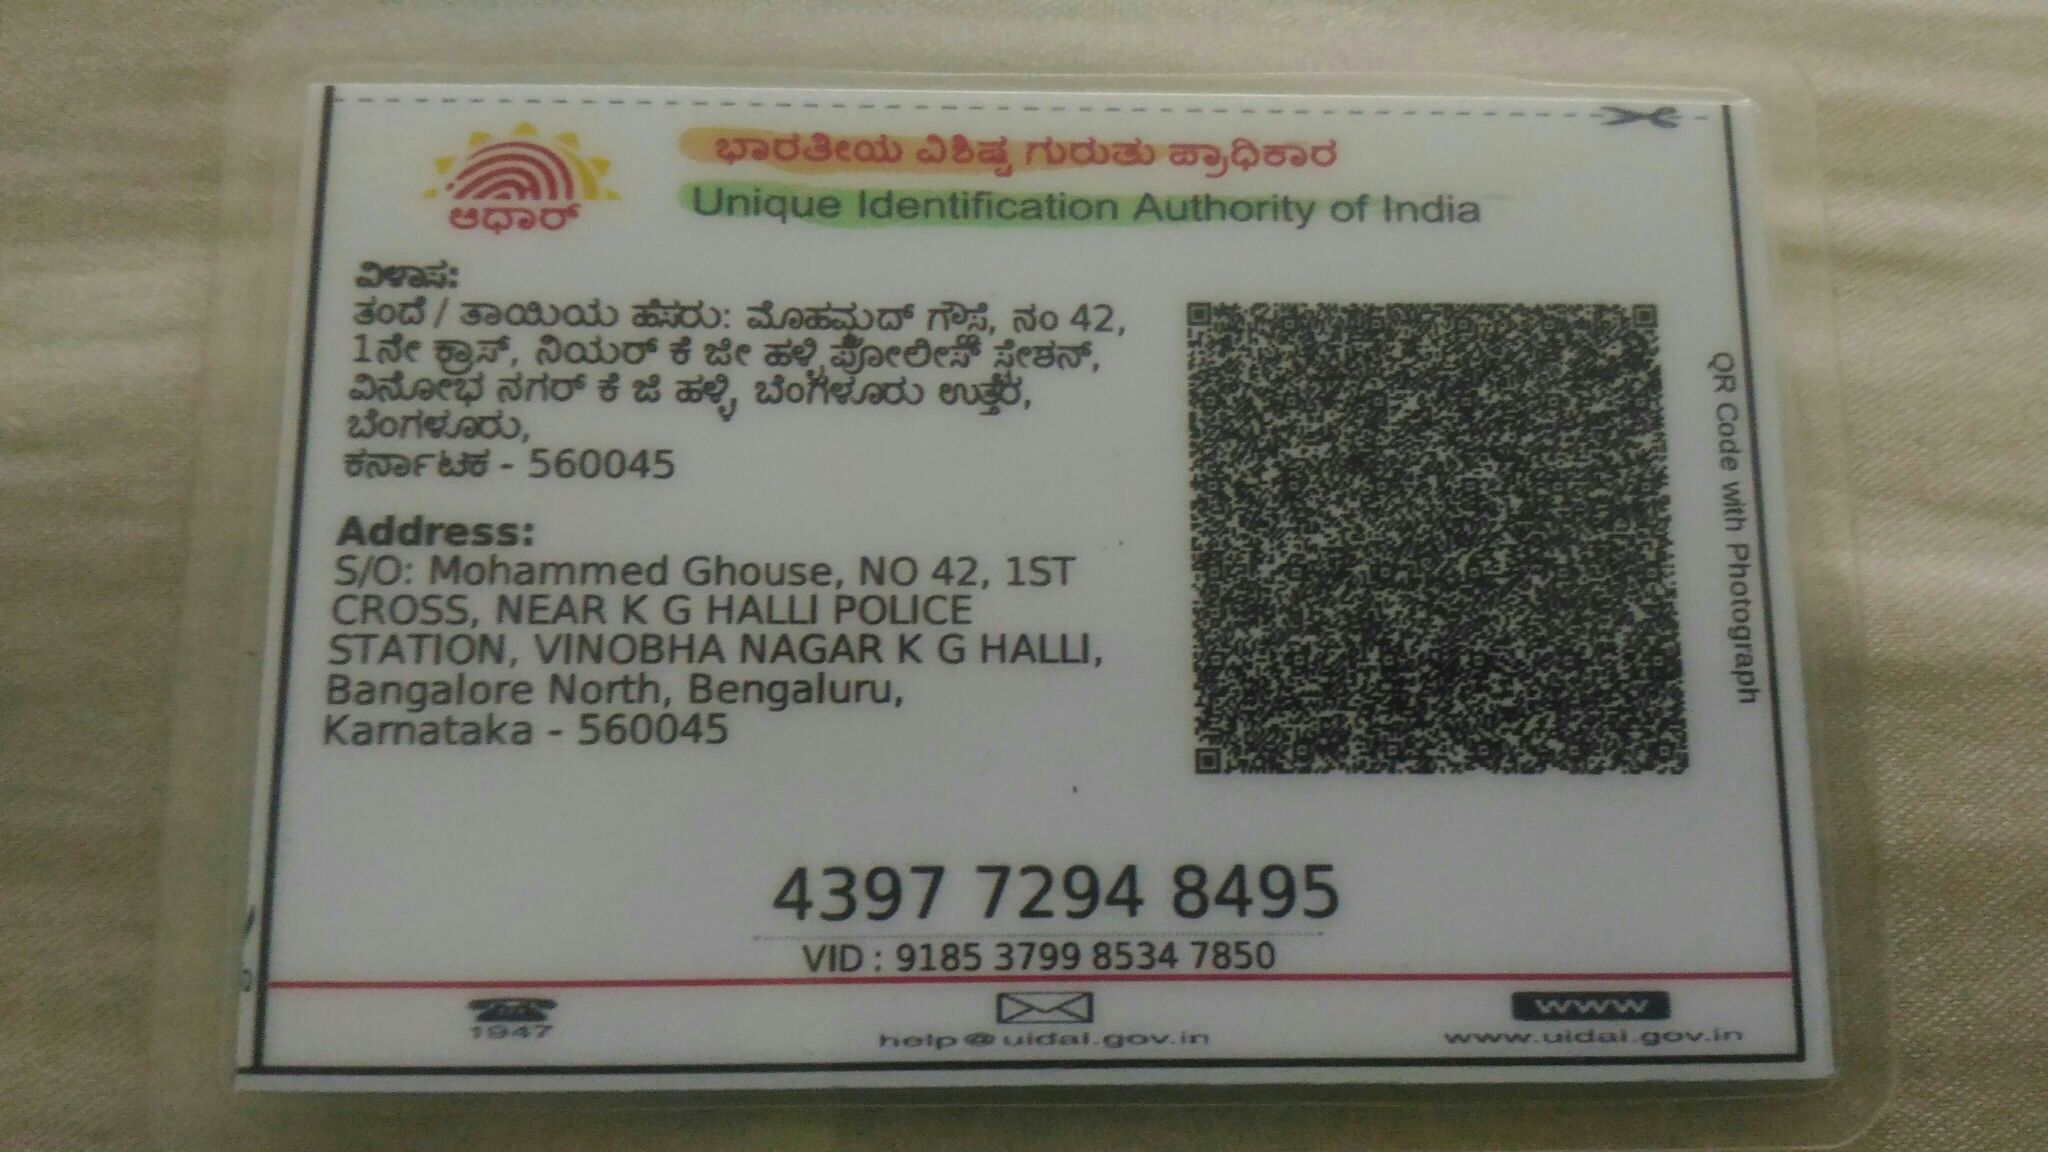 ಭಾರತೀಯ ವಿಶಿಷ್ಟ ಗುರುತು ಪ್ರಾಧಿಕಾರ
ಆಧಾರ್
Unique Identification Authority of India
ವಿಳಾಸ:
ತಂದೆ / ತಾಯಿಯ ಹೆಸರು: ಮೊಹಮ್ಮದ್ ಗೌಸೆ, ನಂ 42,
1ನೇ ಕ್ರಾಸ್, ನಿಯರ್ ಕೆ ಜೀ ಹಳ್ಳಿ ಪೋಲೀಸ್ ಸ್ಟೇಶನ್,
ವಿನೋಭ ನಗರ್ ಕೆ ಜಿ ಹಳ್ಳಿ, ಬೆಂಗಳೂರು ಉತ್ತರ,
ಬೆಂಗಳೂರು,
ಕರ್ನಾಟಕ - 560045
Address:
S/O: Mohammed Ghouse, NO 42, 1ST
CROSS, NEAR K G HALLI POLICE
STATION, VINOBHA NAGAR K G HALLI,
Bangalore North, Bengaluru,
Karnataka - 560045
QR Code with Photograph
4397 7294 8495
VID : 9185 3799 8534 7850
1947
help@uidai.gov.in
www
www.uidai.gov.in